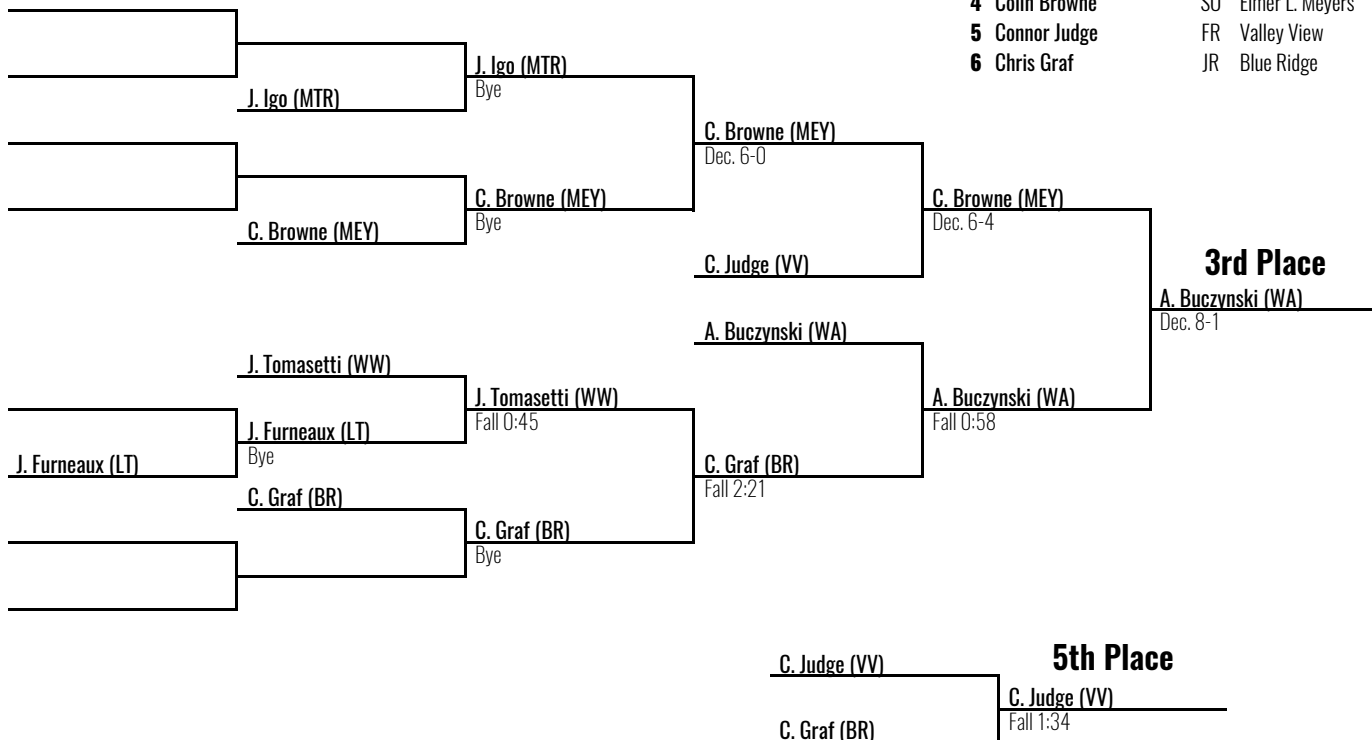 4 Colin Browne SO Elmer L. Meyers
5 Connor Judge FR Valley View
6 Chris Graf JR Blue Ridge
J. Igo (MTR)
Bye
J. Igo (MTR)
C. Browne (MEY)
Dec. 6-0
C. Browne (MEY)
Bye
C. Browne (MEY)
Dec. 6-4
C. Browne (MEY)
C. Judge (VV)
3rd Place
A. Buczynski (WA)
Dec. 8-1
A. Buczynski (WA)
J. Tomasetti (WW)
J. Tomasetti (WW)
Fall 0:45
A. Buczynski (WA)
Fall 0:58
J. Furneaux (LT)
Bye
J. Furneaux (LT)
C. Graf (BR)
Fall 2:21
C. Graf (BR)
C. Graf (BR)
Bye
5th Place
C. Judge (VV)
C. Judge (VV)
Fall 1:34
C. Graf (BR)